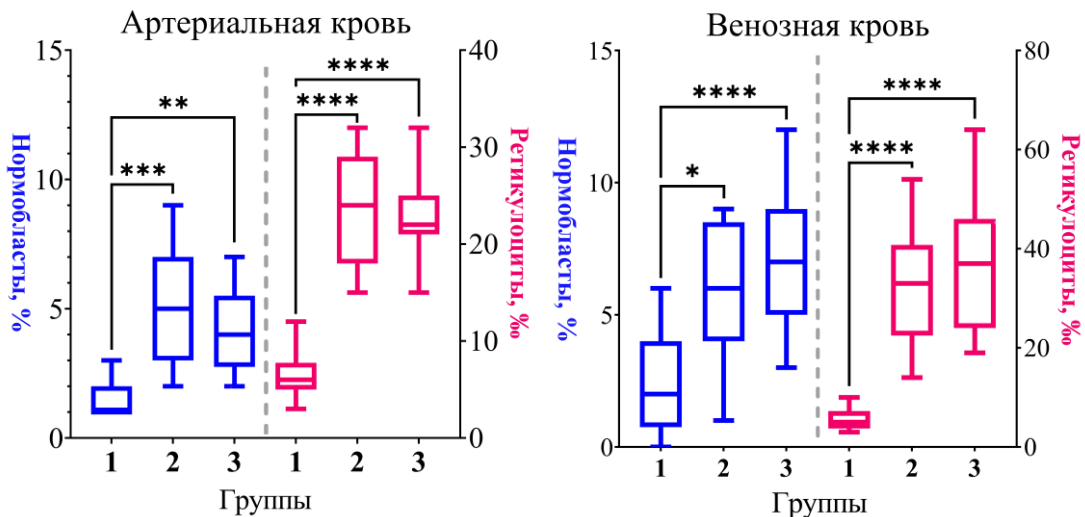 Артериальная кровь
15
10
5
0
Нормобласты, %
40
30
20
10
0
Ретикулоциты, ‰
**
***
****
****
1 2 3 1 2 3
Группы
Венозная кровь
15
10
5
0
Нормобласты, %
80
60
40
20
0
Ретикулоциты, ‰
****
*
****
****
1 2 3 1 2 3
Группы